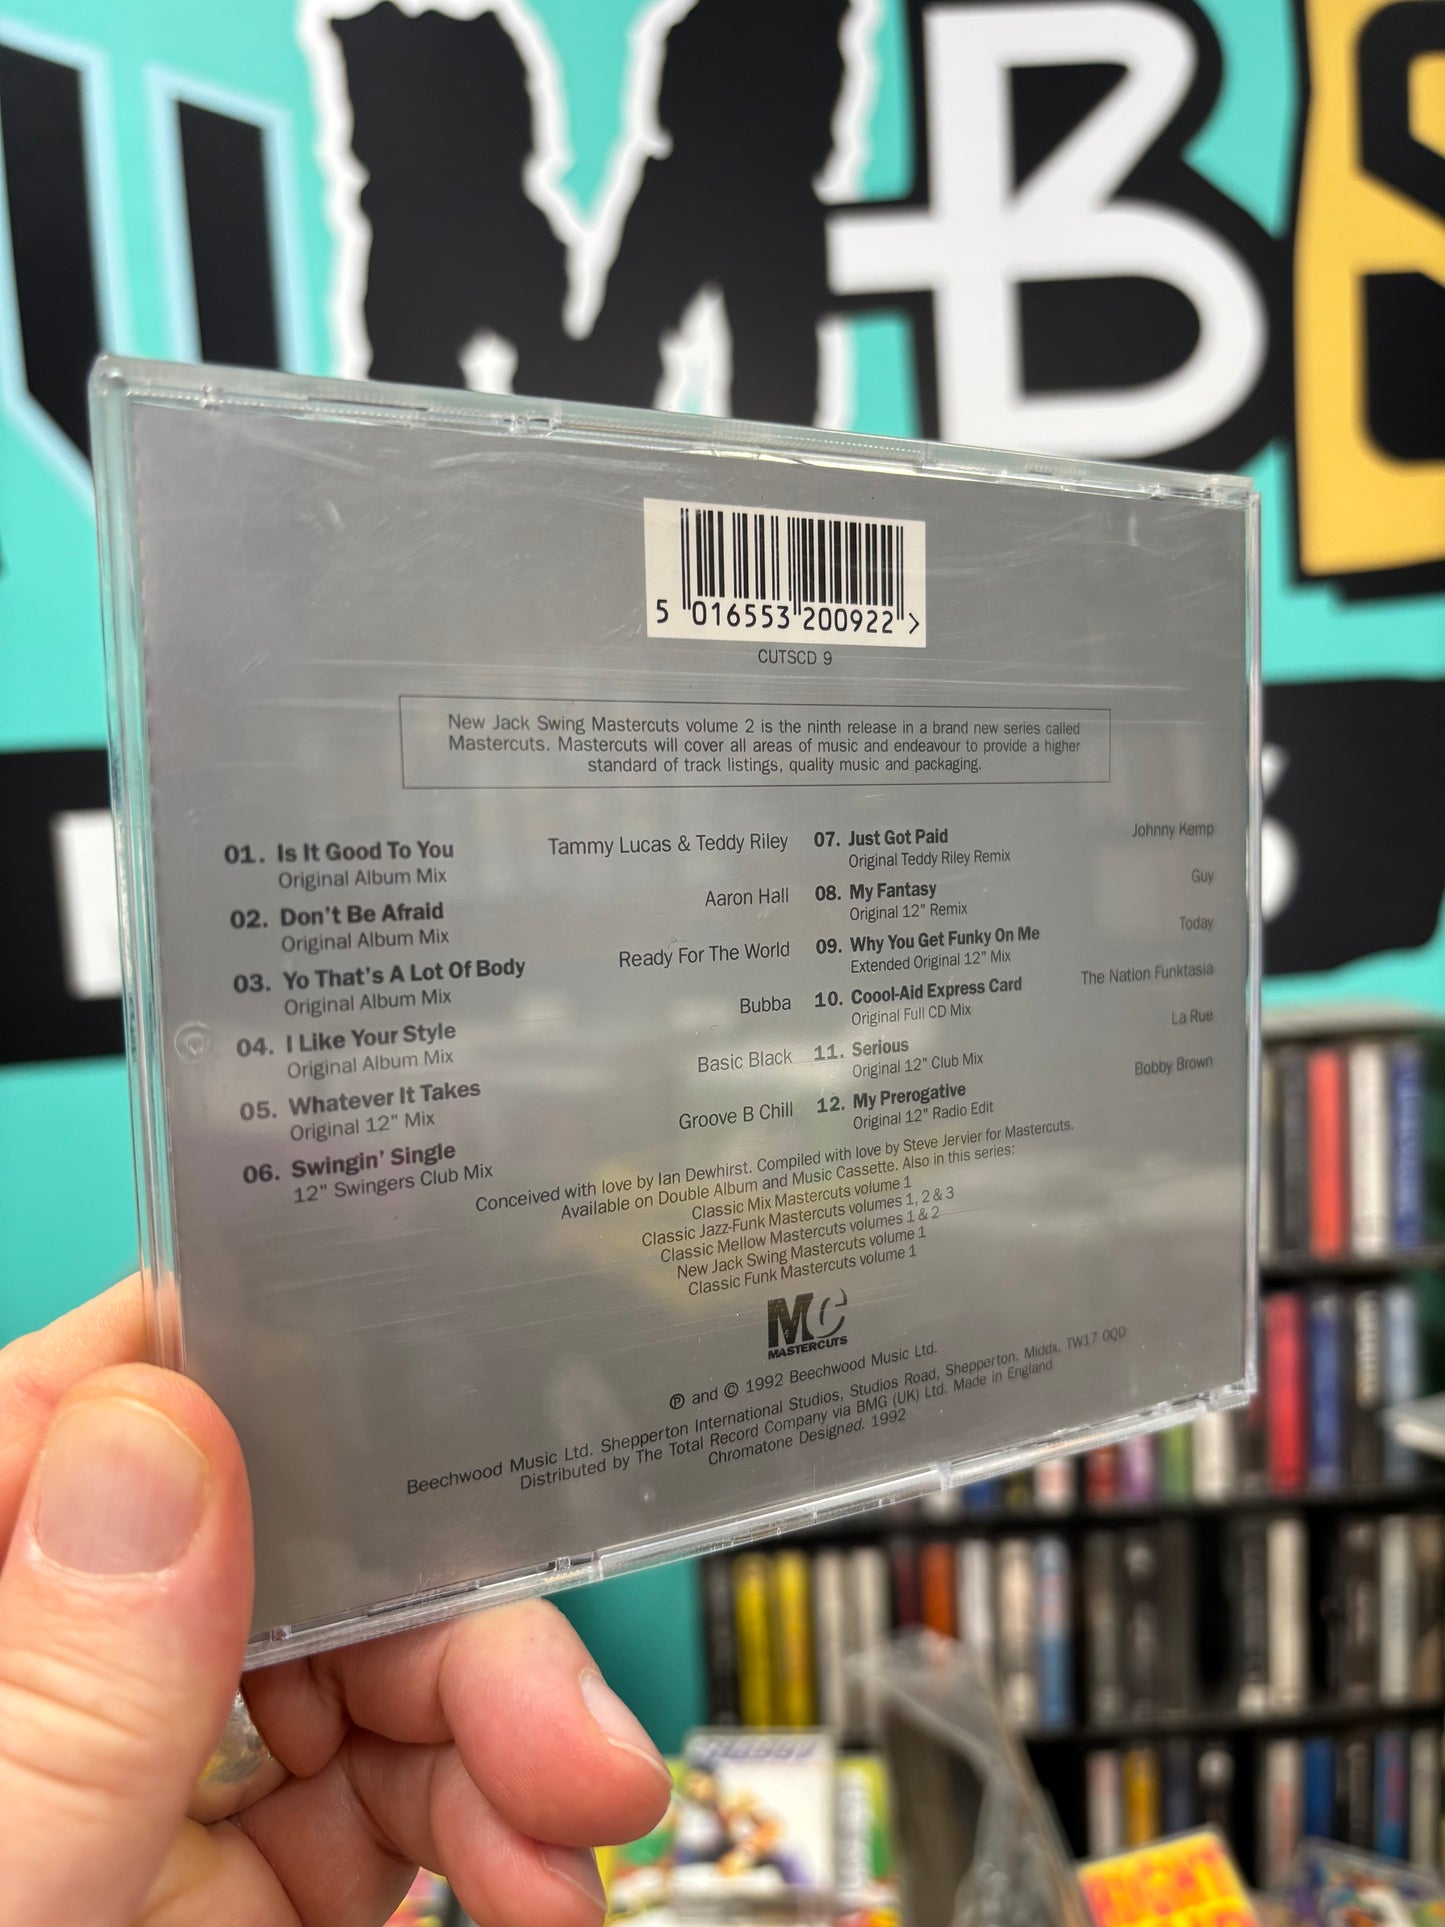 UMBS
5 016553 200922 >
CUTSCD 9
New Jack Swing Mastercuts volume 2 is the ninth release in a brand new series called
Mastercuts. Mastercuts will cover all areas of music and endeavour to provide a higher
standard of track listings, quality music and packaging.
01. Is It Good To You Tammy Lucas & Teddy Riley
Original Album Mix
02. Don't Be Afraid Aaron Hall
Original Album Mix
03. Yo That's A Lot Of Body Ready For The World
Original Album Mix
04. I Like Your Style Bubba
Original Album Mix
05. Whatever It Takes Basic Black
Original 12" Mix
06. Swingin' Single Groove B Chill
12" Swingers Club Mix
07. Just Got Paid Johnny Kemp
Original Teddy Riley Remix
08. My Fantasy Guy
Original 12" Remix
09. Why You Get Funky On Me Today
Extended Original 12" Mix
10. Coool-Aid Express Card The Nation Funktasia
Original Full CD Mix
11. Serious La Rue
Original 12" Club Mix
12. My Prerogative Bobby Brown
Original 12" Radio Edit
Conceived with love by Ian Dewhirst. Compiled with love by Steve Jervier for Mastercuts.
Available on Double Album and Music Cassette. Also in this series:
Classic Mix Mastercuts volume 1
Classic Jazz-Funk Mastercuts volumes 1, 2 & 3
Classic Mellow Mastercuts volumes 1 & 2
New Jack Swing Mastercuts volume 1
Classic Funk Mastercuts volume 1
MC
MASTERCUTS
℗ and © 1992 Beechwood Music Ltd.
Beechwood Music Ltd. Shepperton International Studios, Studios Road, Shepperton. Middx. TW17 0QD
Distributed by The Total Record Company via BMG (UK) Ltd. Made in England
Chromatone Designed. 1992